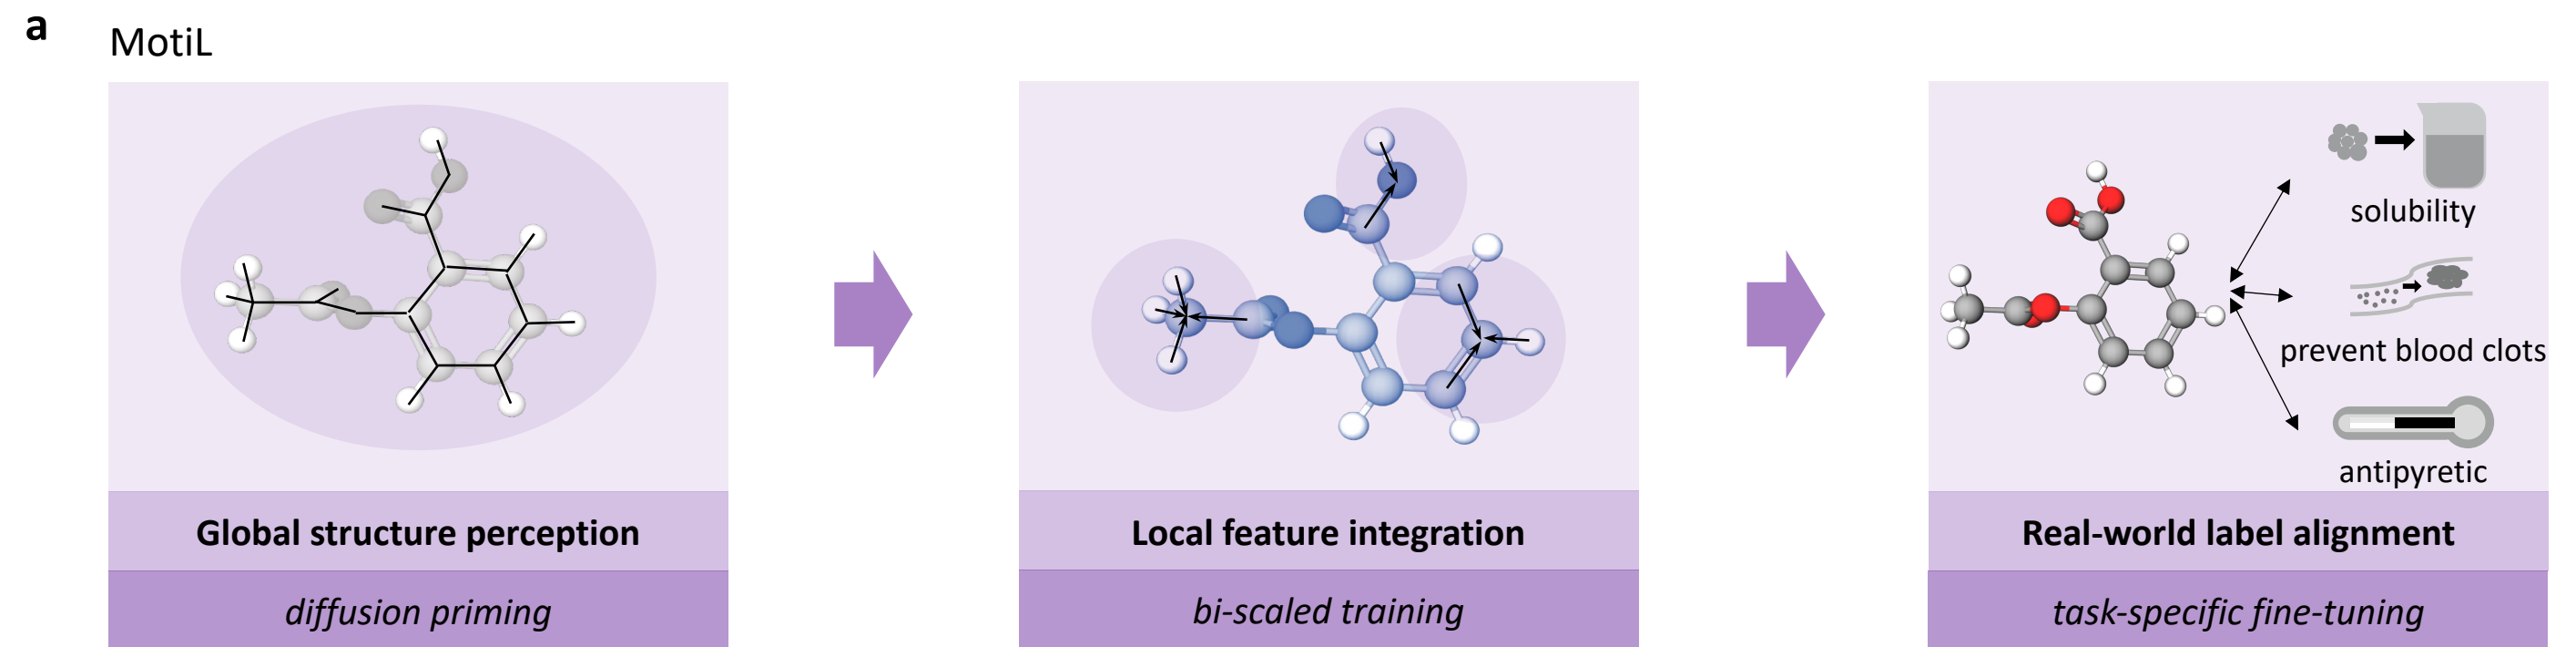 a
MotiL
solubility
prevent blood clots
antipyretic
Global structure perception
Local feature integration
Real-world label alignment
diffusion priming
bi-scaled training
task-specific fine-tuning